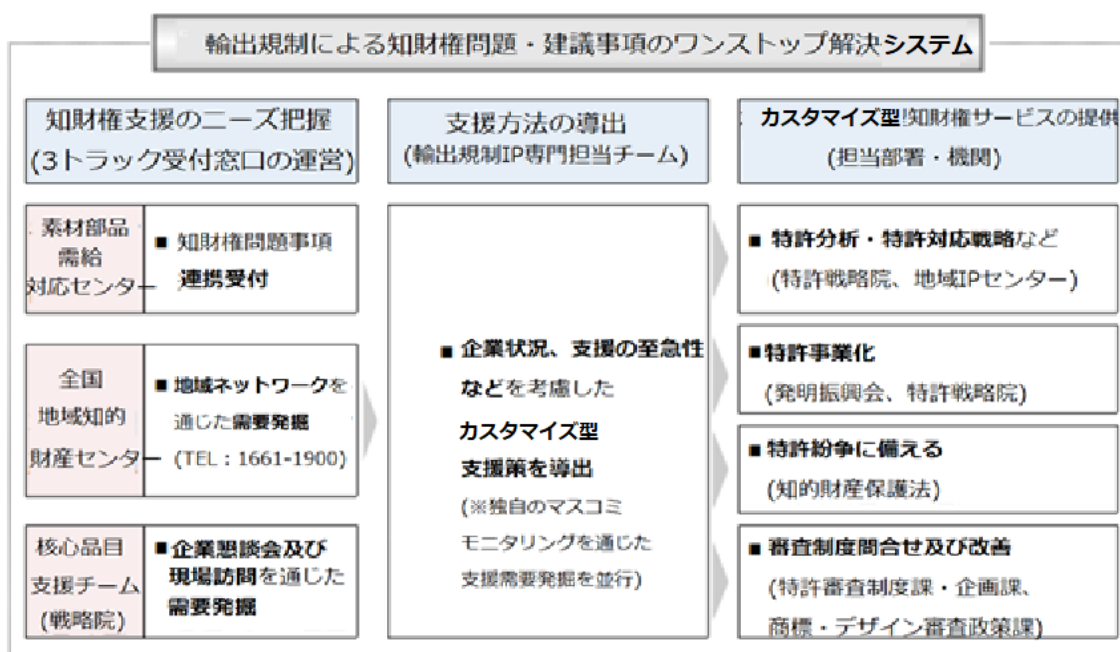 輸出規制による知財権問題・建議事項のワンストップ解決システム
知財権支援のニーズ把握
(3トラック受付窓口の運営)
支援方法の導出
(輸出規制IP専門担当チーム)
カスタマイズ型知財権サービスの提供
(担当部署・機関)
素材部品
需給
対応センター
■ 知財権問題事項
連携受付
全国
地域知的
財産センター
■ 地域ネットワークを
通じた需要発掘
(TEL：1661-1900)
核心品目
支援チーム
(戦略院)
■ 企業懇談会及び
現場訪問を通じた
需要発掘
■ 企業状況、支援の至急性
などを考慮した
カスタマイズ型
支援策を導出
(※独自のマスコミ
モニタリングを通じた
支援需要発掘を並行)
■ 特許分析・特許対応戦略など
(特許戦略院、地域IPセンター)
■特許事業化
(発明振興会、特許戦略院)
■ 特許紛争に備える
(知的財産保護法)
■ 審査制度問合せ及び改善
(特許審査制度課・企画課、
商標・デザイン審査政策課)